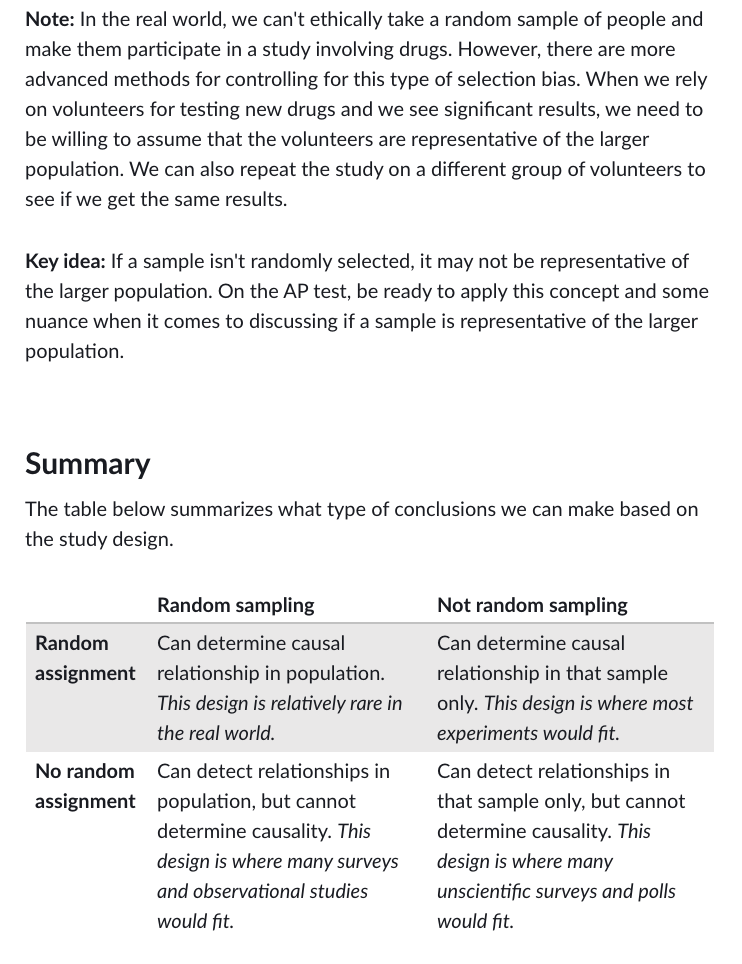 Note: In the real world, we can't ethically take a random sample of people and
make them participate in a study involving drugs. However, there are more
advanced methods for controlling for this type of selection bias. When we rely
on volunteers for testing new drugs and we see significant results, we need to
be willing to assume that the volunteers are representative of the larger
population. We can also repeat the study on a different group of volunteers to
see if we get the same results.
Key idea: If a sample isn't randomly selected, it may not be representative of
the larger population. On the AP test, be ready to apply this concept and some
nuance when it comes to discussing if a sample is representative of the larger
population.
Summary
The table below summarizes what type of conclusions we can make based on
the study design.
Random sampling Not random sampling
Random Can determine causal Can determine causal
assignment relationship in population. relationship in that sample
This design is relatively rare in only. This design is where most
the real world. experiments would fit.
No random Can detect relationships in Can detect relationships in
assignment population, but cannot that sample only, but cannot
determine causality. This determine causality. This
design is where many surveys design is where many
and observational studies unscientific surveys and polls
would fit. would fit.